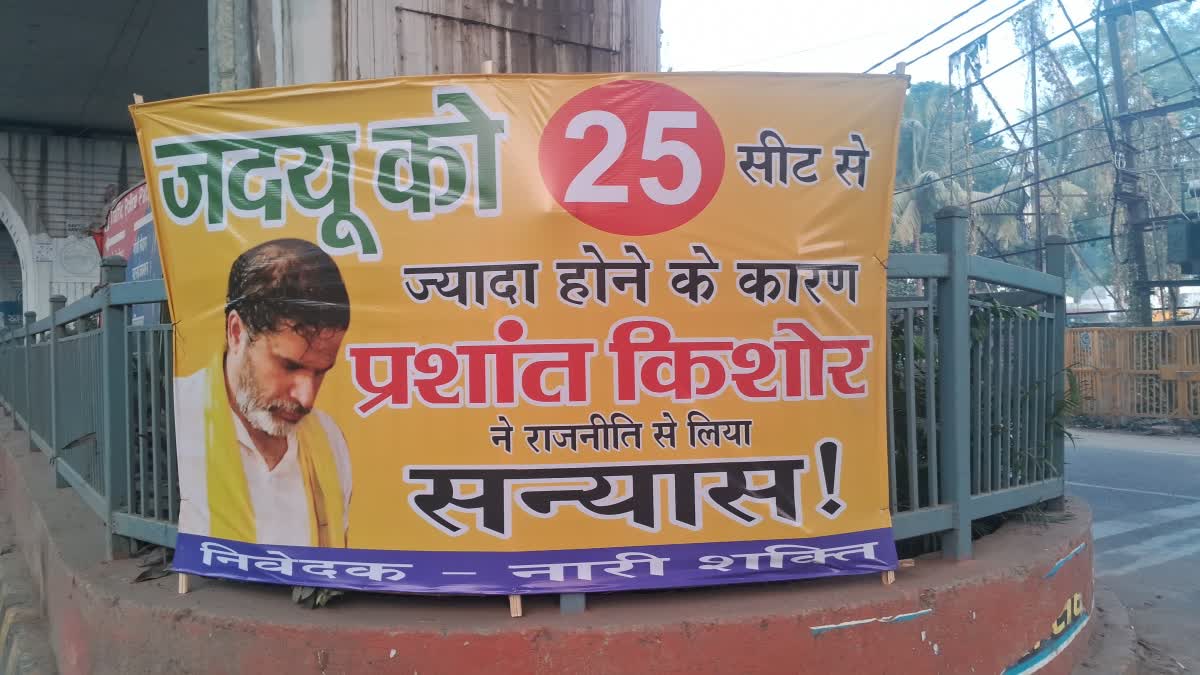 जदयू को 25 सीट से
ज्यादा होने के कारण
प्रशांत किशोर
ने राजनीति से लिया
सन्यास!
निवेदक - नारी शक्ति